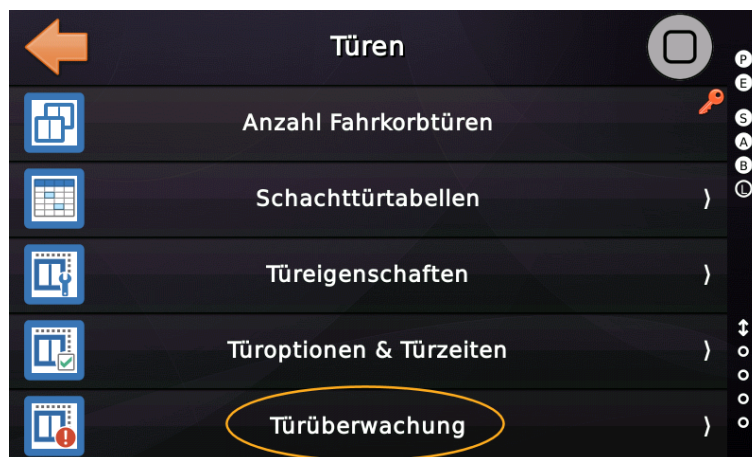 Türen
Anzahl Fahrkorbtüren
Schachttürtabellen
Türeigenschaften
Türoptionen & Türzeiten
Türüberwachung
P
E
S
A
B
L